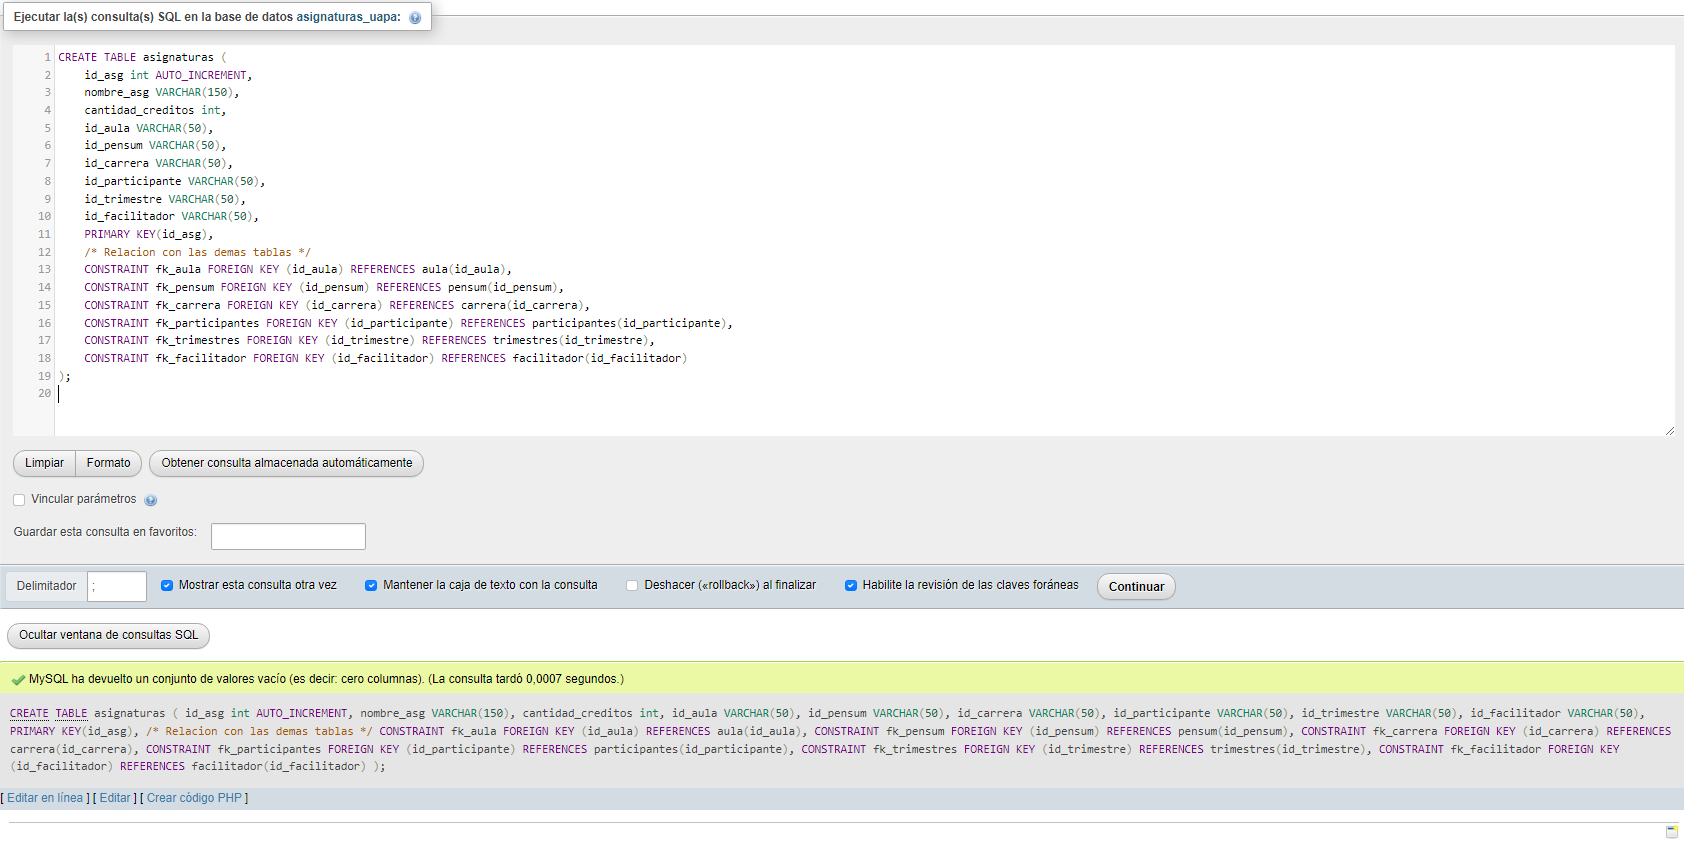 Ejecutar la(s) consulta(s) SQL en la base de datos asignaturas_uapa:
1 CREATE TABLE asignaturas (
2 id_asg int AUTO_INCREMENT,
3 nombre_asg VARCHAR(150),
4 cantidad_creditos int,
5 id_aula VARCHAR(50),
6 id_pensum VARCHAR(50),
7 id_carrera VARCHAR(50),
8 id_participante VARCHAR(50),
9 id_trimestre VARCHAR(50),
10 id_facilitador VARCHAR(50),
11 PRIMARY KEY(id_asg),
12 /* Relacion con las demas tablas */
13 CONSTRAINT fk_aula FOREIGN KEY (id_aula) REFERENCES aula(id_aula),
14 CONSTRAINT fk_pensum FOREIGN KEY (id_pensum) REFERENCES pensum(id_pensum),
15 CONSTRAINT fk_carrera FOREIGN KEY (id_carrera) REFERENCES carrera(id_carrera),
16 CONSTRAINT fk_participantes FOREIGN KEY (id_participante) REFERENCES participantes(id_participante),
17 CONSTRAINT fk_trimestres FOREIGN KEY (id_trimestre) REFERENCES trimestres(id_trimestre),
18 CONSTRAINT fk_facilitador FOREIGN KEY (id_facilitador) REFERENCES facilitador(id_facilitador)
19 );
20
Limpiar Formato Obtener consulta almacenada automáticamente
Vincular parámetros
Guardar esta consulta en favoritos:
Delimitador ; Mostrar esta consulta otra vez Mantener la caja de texto con la consulta Deshacer («rollback») al finalizar Habilite la revisión de las claves foráneas Continuar
Ocultar ventana de consultas SQL
MySQL ha devuelto un conjunto de valores vacío (es decir: cero columnas). (La consulta tardó 0,0007 segundos.)
CREATE TABLE asignaturas ( id_asg int AUTO_INCREMENT, nombre_asg VARCHAR(150), cantidad_creditos int, id_aula VARCHAR(50), id_pensum VARCHAR(50), id_carrera VARCHAR(50), id_participante VARCHAR(50), id_trimestre VARCHAR(50), id_facilitador VARCHAR(50),
PRIMARY KEY(id_asg), /* Relacion con las demas tablas */ CONSTRAINT fk_aula FOREIGN KEY (id_aula) REFERENCES aula(id_aula), CONSTRAINT fk_pensum FOREIGN KEY (id_pensum) REFERENCES pensum(id_pensum), CONSTRAINT fk_carrera FOREIGN KEY (id_carrera) REFERENCES
carrera(id_carrera), CONSTRAINT fk_participantes FOREIGN KEY (id_participante) REFERENCES participantes(id_participante), CONSTRAINT fk_trimestres FOREIGN KEY (id_trimestre) REFERENCES trimestres(id_trimestre), CONSTRAINT fk_facilitador FOREIGN KEY
(id_facilitador) REFERENCES facilitador(id_facilitador) );
[ Editar en línea ] [ Editar ] [ Crear código PHP ]